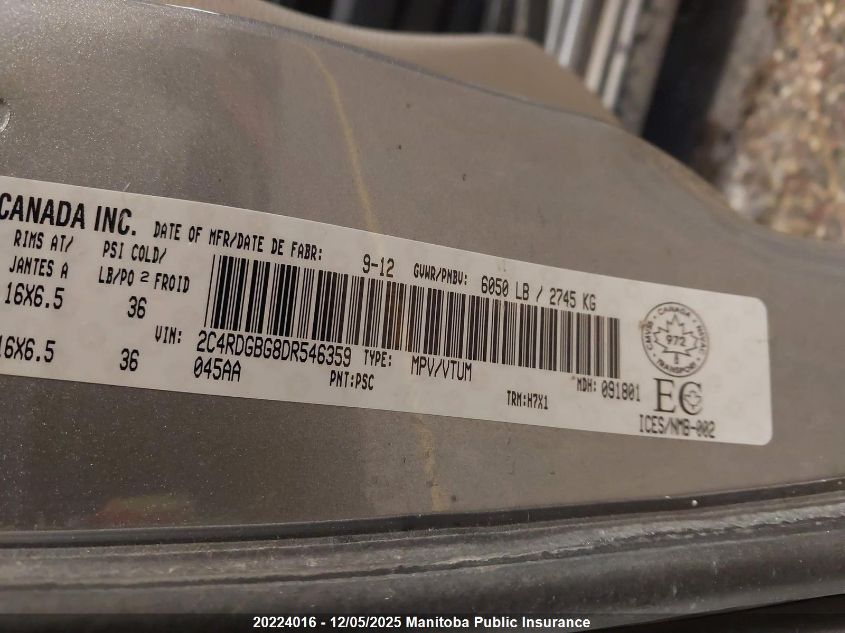 CANADA INC. DATE OF MFR/DATE DE FABR: 9-12 GVWR/PNBV: 6050 LB / 2745 KG
RIMS AT/ PSI COLD/
JANTES A LB/PO 2 FROID
16X6.5 36
VIN: 2C4RDGBG8DR546359 TYPE: MPV/VTUM MDH: 091801
16X6.5 36 045AA PNT:PSC TRM:H7X1
CANADA
972
TRANSPORT
EC
ICES/NMB-002
20224016 - 12/05/2025 Manitoba Public Insurance